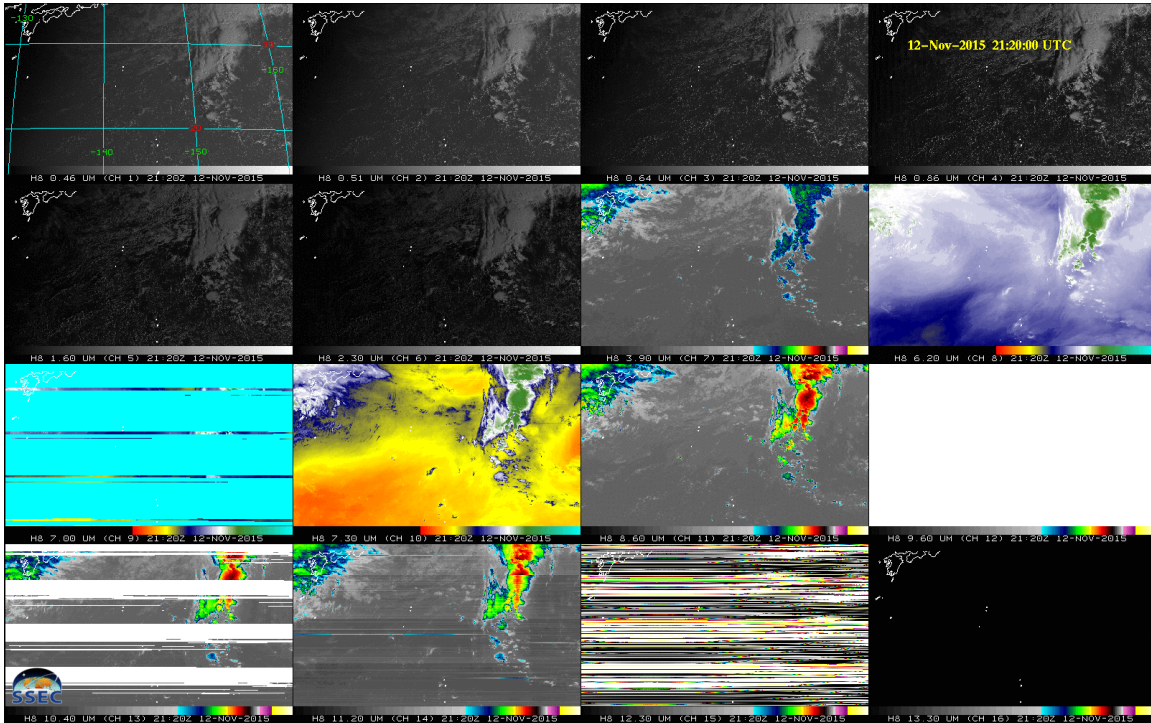 -130
30
-160
20
-140
-150
12-Nov-2015 21:20:00 UTC
H8 0.46 UM (CH 1) 21:20Z 12-NOV-2015
H8 0.51 UM (CH 2) 21:20Z 12-NOV-2015
H8 0.64 UM (CH 3) 21:20Z 12-NOV-2015
H8 0.86 UM (CH 4) 21:20Z 12-NOV-2015
H8 1.60 UM (CH 5) 21:20Z 12-NOV-2015
H8 2.30 UM (CH 6) 21:20Z 12-NOV-2015
H8 3.90 UM (CH 7) 21:20Z 12-NOV-2015
H8 6.20 UM (CH 8) 21:20Z 12-NOV-2015
H8 7.00 UM (CH 9) 21:20Z 12-NOV-2015
H8 7.30 UM (CH 10) 21:20Z 12-NOV-2015
H8 8.60 UM (CH 11) 21:20Z 12-NOV-2015
H8 9.60 UM (CH 12) 21:20Z 12-NOV-2015
SSEC
H8 10.40 UM (CH 13) 21:20Z 12-NOV-2015
H8 11.20 UM (CH 14) 21:20Z 12-NOV-2015
H8 12.30 UM (CH 15) 21:20Z 12-NOV-2015
H8 13.30 UM (CH 16) 21:20Z 12-NOV-2015